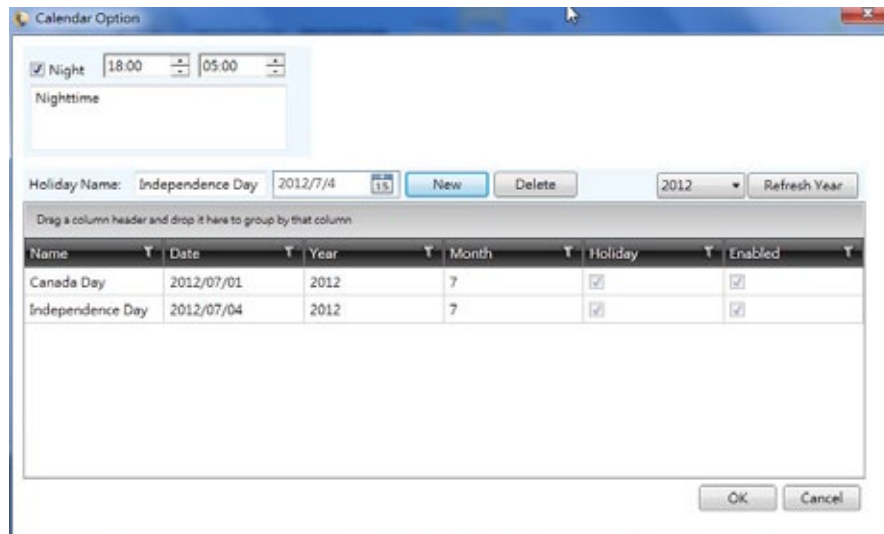 Calendar Option
Night 18:00 05:00
Nighttime
Holiday Name: Independence Day 2012/7/4 15 New Delete 2012 Refresh Year
Drag a column header and drop it here to group by that column
Name Date Year Month Holiday Enabled
Canada Day 2012/07/01 2012 7
Independence Day 2012/07/04 2012 7
OK Cancel